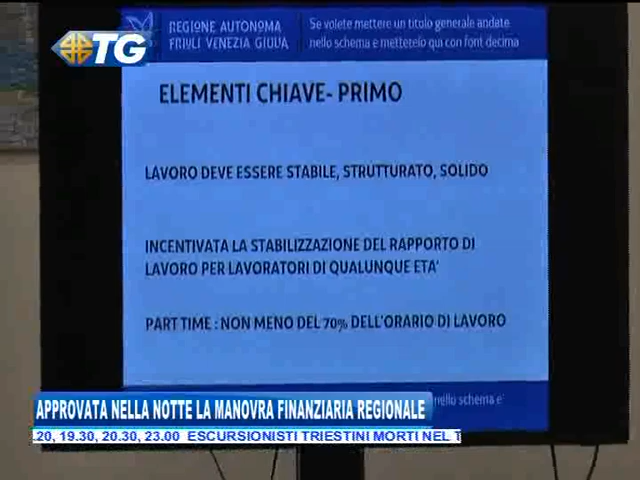 TG
REGIONE AUTONOMA
FRIULI VENEZIA GIULIA
Se volete mettere un titolo generale andate
nello schema e mettetelo qui con font decima
ELEMENTI CHIAVE- PRIMO
LAVORO DEVE ESSERE STABILE, STRUTTURATO, SOLIDO
INCENTIVATA LA STABILIZZAZIONE DEL RAPPORTO DI
LAVORO PER LAVORATORI DI QUALUNQUE ETA'
PART TIME : NON MENO DEL 70% DELL'ORARIO DI LAVORO
nello schema e
APPROVATA NELLA NOTTE LA MANOVRA FINANZIARIA REGIONALE
.20, 19.30, 20.30, 23.00 ESCURSIONISTI TRIESTINI MORTI NEL T